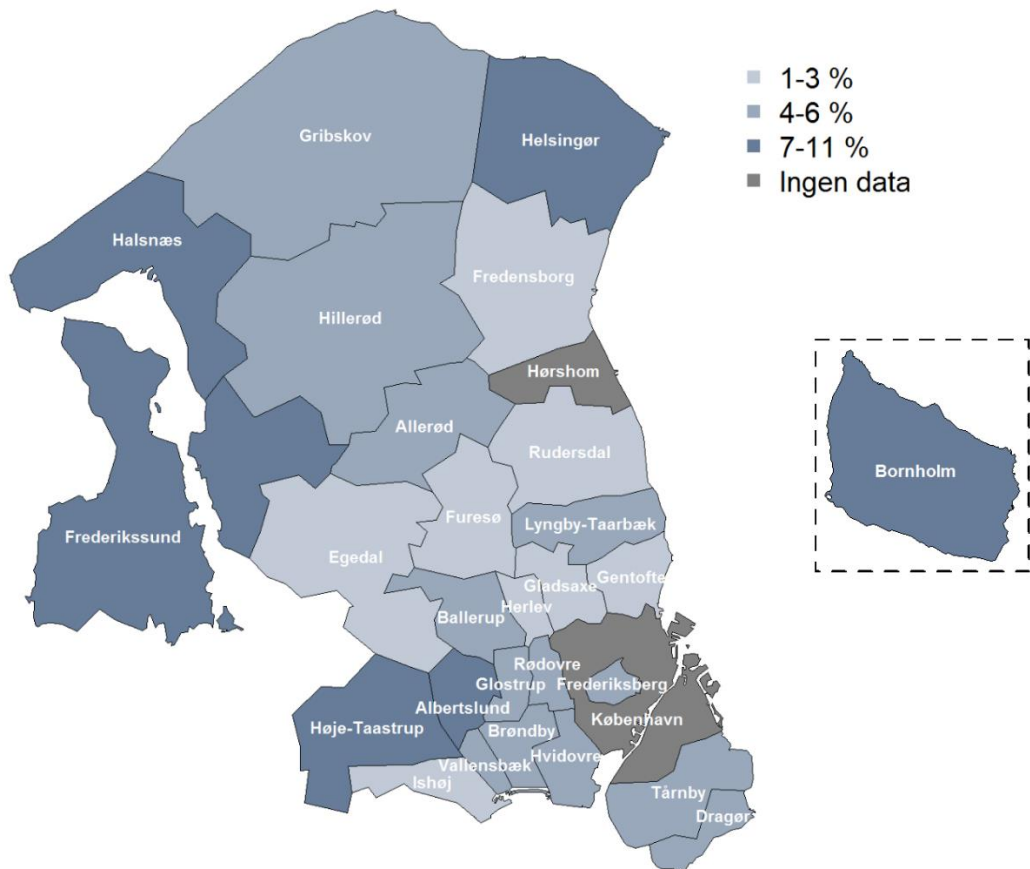 1-3 %
4-6 %
7-11 %
Ingen data
Gribskov
Helsingør
Halsnæs
Fredensborg
Hillerød
Hørshom
Allerød
Rudersdal
Bornholm
Furesø
Lyngby-Taarbæk
Frederikssund
Egedal
Gladsaxe
Gentofte
Herlev
Ballerup
Rødovre
Glostrup
Frederiksberg
Albertslund
København
Høje-Taastrup
Brøndby
Hvidovre
Vallensbæk
Ishøj
Tårnby
Dragør